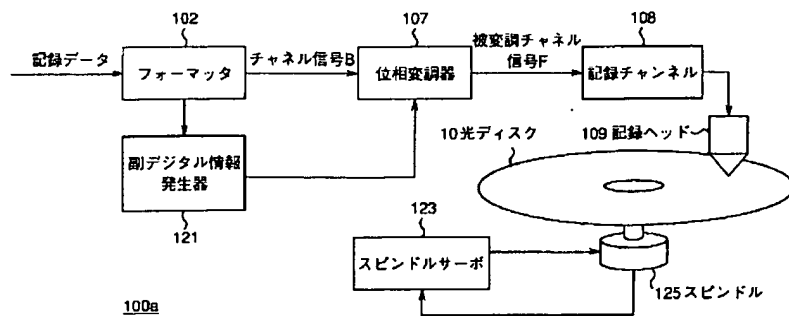 102
107
108
記録データ
フォーマッタ
チャネル信号B
位相変調器
被変調チャネル
信号F
記録チャンネル
10光ディスク
109 記録ヘッド
副デジタル情報
発生器
121
123
スピンドルサーボ
125スピンドル
100a